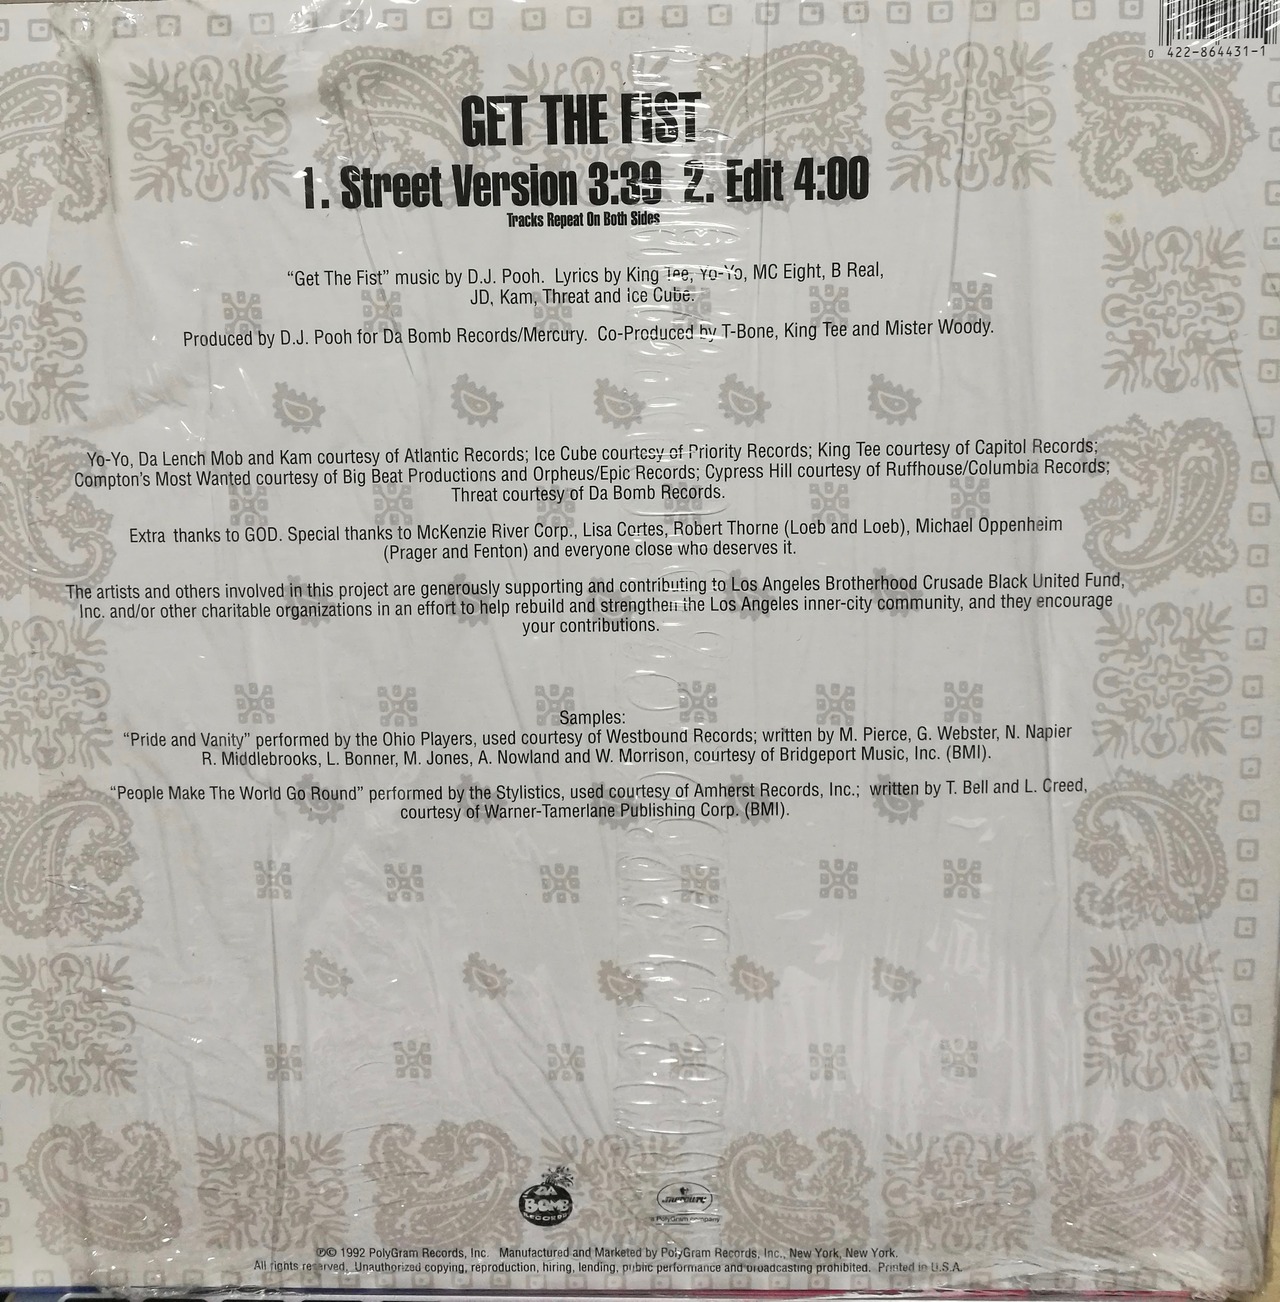 0 422-864431-1
GET THE FIST
1. Street Version 3:39 2. Edit 4:00
Tracks Repeat On Both Sides
“Get The Fist” music by D.J. Pooh. Lyrics by King Tee, Yo-Yo, MC Eight, B Real,
JD, Kam, Threat and Ice Cube.
Produced by D.J. Pooh for Da Bomb Records/Mercury. Co-Produced by T-Bone, King Tee and Mister Woody.
Yo-Yo, Da Lench Mob and Kam courtesy of Atlantic Records; Ice Cube courtesy of Priority Records; King Tee courtesy of Capitol Records;
Compton's Most Wanted courtesy of Big Beat Productions and Orpheus/Epic Records; Cypress Hill courtesy of Ruffhouse/Columbia Records;
Threat courtesy of Da Bomb Records.
Extra thanks to GOD. Special thanks to McKenzie River Corp., Lisa Cortes, Robert Thorne (Loeb and Loeb), Michael Oppenheim
(Prager and Fenton) and everyone close who deserves it.
The artists and others involved in this project are generously supporting and contributing to Los Angeles Brotherhood Crusade Black United Fund,
Inc. and/or other charitable organizations in an effort to help rebuild and strengthen the Los Angeles inner-city community, and they encourage
your contributions.
Samples:
“Pride and Vanity” performed by the Ohio Players, used courtesy of Westbound Records; written by M. Pierce, G. Webster, N. Napier
R. Middlebrooks, L. Bonner, M. Jones, A. Nowland and W. Morrison, courtesy of Bridgeport Music, Inc. (BMI).
“People Make The World Go Round” performed by the Stylistics, used courtesy of Amherst Records, Inc.; written by T. Bell and L. Creed,
courtesy of Warner-Tamerlane Publishing Corp. (BMI).
DA
BOMB
RECORDS
mercury
a PolyGram company
℗© 1992 PolyGram Records, Inc. Manufactured and Marketed by PolyGram Records, Inc., New York, New York.
All rights reserved. Unauthorized copying, reproduction, hiring, lending, public performance and broadcasting prohibited. Printed in U.S.A.